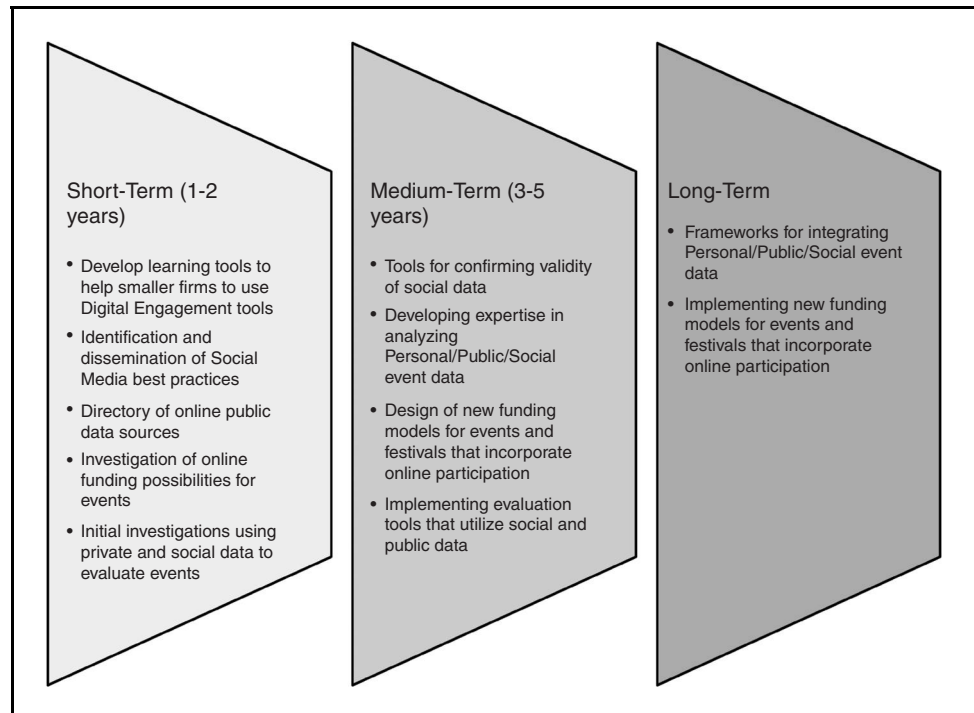 Short-Term (1-2
years)
• Develop learning tools to
help smaller firms to use
Digital Engagement tools
• Identification and
dissemination of Social
Media best practices
• Directory of online public
data sources
• Investigation of online
funding possibilities for
events
• Initial investigations using
private and social data to
evaluate events
Medium-Term (3-5
years)
• Tools for confirming validity
of social data
• Developing expertise in
analyzing
Personal/Public/Social
event data
• Design of new funding
models for events and
festivals that incorporate
online participation
• Implementing evaluation
tools that utilize social and
public data
Long-Term
• Frameworks for integrating
Personal/Public/Social event
data
• Implementing new funding
models for events and
festivals that incorporate
online participation